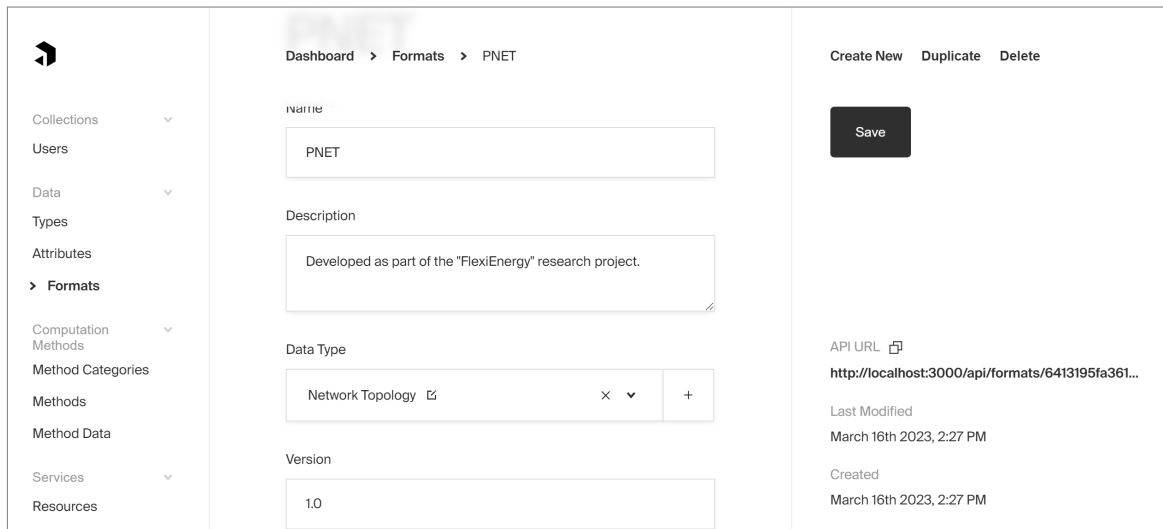 PNET
Dashboard > Formats > PNET
Create New Duplicate Delete
Collections
Users
Data
Types
Attributes
> Formats
Computation
Methods
Method Categories
Methods
Method Data
Services
Resources
Name
PNET
Description
Developed as part of the "FlexiEnergy" research project.
Data Type
Network Topology
Version
1.0
Save
API URL
http://localhost:3000/api/formats/6413195fa361...
Last Modified
March 16th 2023, 2:27 PM
Created
March 16th 2023, 2:27 PM